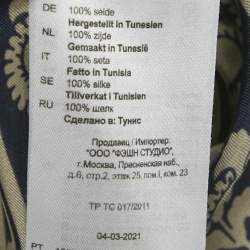 DE 100% seide
Hergestellt in Tunesien
NL 100% zijde
Gemaakt in Tunesië
IT 100% seta
Fatto in Tunisia
SE 100% silke
Tillverkat i Tunisien
RU 100% шелк
Сделано в: Тунис
Продавец / Импортер:
"ООО "ФЭШН СТУДИО",
г.Москва, Пресненская наб.,
д.6, стр.2, этаж 25, пом.I, ком. 23
ТР ТС 017/2011
04-03-2021
PT